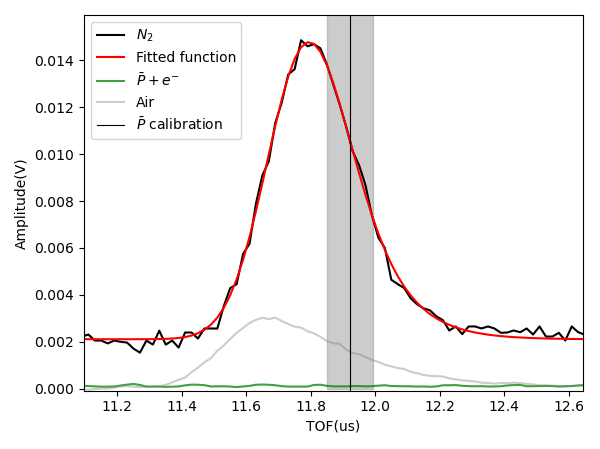 N₂
Fitted function
P̄ + e⁻
Air
P̄ calibration
Amplitude(V)
0.014
0.012
0.010
0.008
0.006
0.004
0.002
0.000
11.2 11.4 11.6 11.8 12.0 12.2 12.4 12.6
TOF(us)